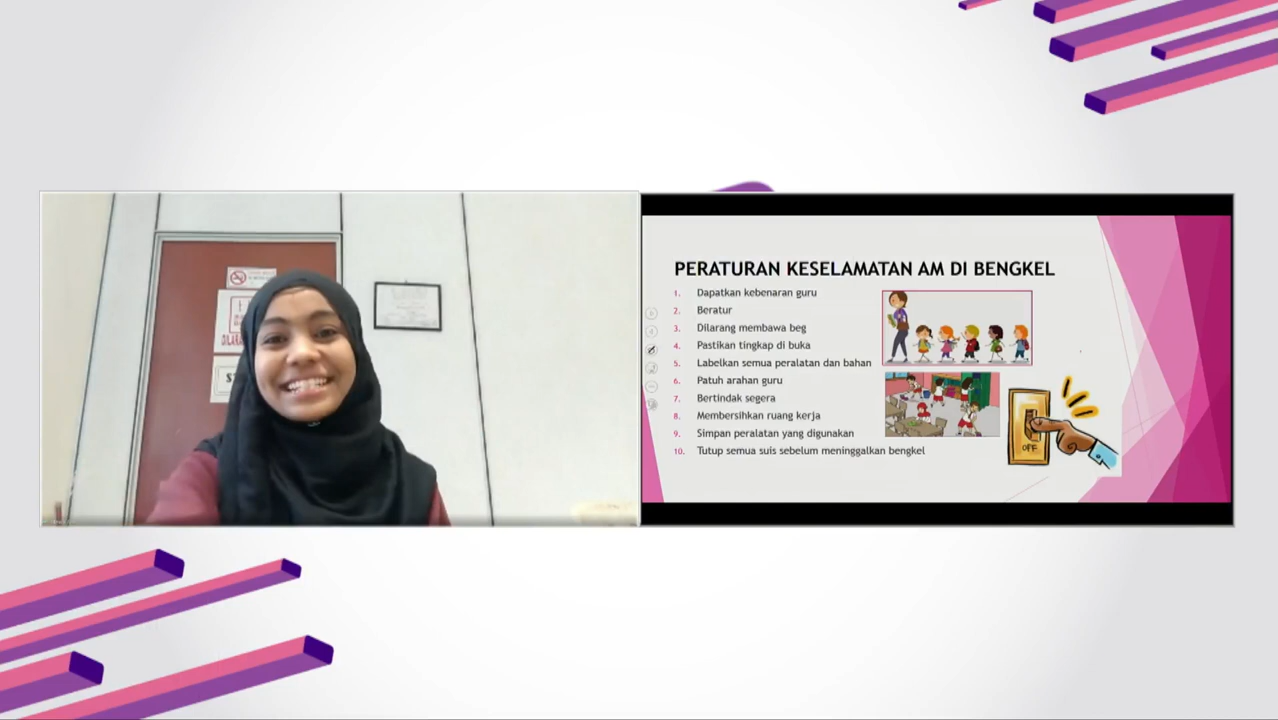 PERATURAN KESELAMATAN AM DI BENGKEL
1. Dapatkan kebenaran guru
2. Beratur
3. Dilarang membawa beg
4. Pastikan tingkap di buka
5. Labelkan semua peralatan dan bahan
6. Patuh arahan guru
7. Bertindak segera
8. Membersihkan ruang kerja
9. Simpan peralatan yang digunakan
10. Tutup semua suis sebelum meninggalkan bengkel
OFF